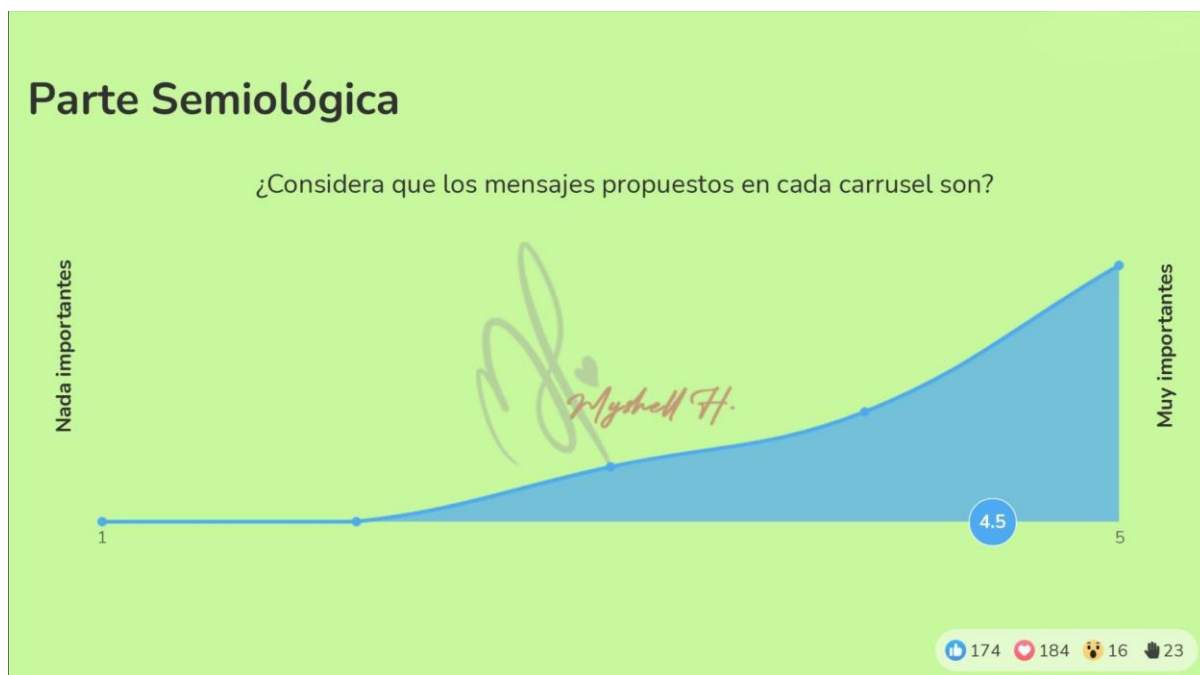 Parte Semiológica
¿Considera que los mensajes propuestos en cada carrusel son?
Nada importantes
Muy importantes
Myshell H.
4.5
1
5
174 184 16 23